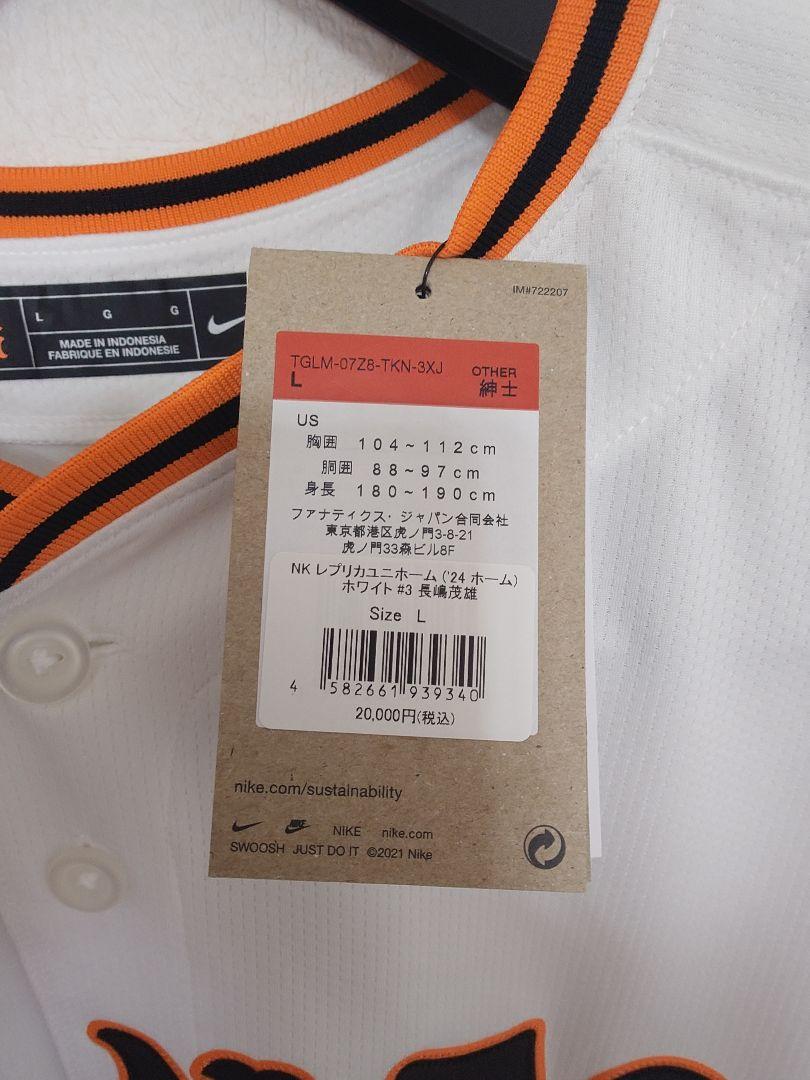 L G G
MADE IN INDONESIA
FABRIQUE EN INDONESIE
IM#722207
TGLM-07Z8-TKN-3XJ
L
OTHER
紳士
US
胸囲 104~112cm
胴囲 88~97cm
身長 180~190cm
ファナティクス・ジャパン合同会社
東京都港区虎ノ門3-8-21
虎ノ門33森ビル8F
NK レプリカユニホーム ('24 ホーム)
ホワイト #3 長嶋茂雄
Size L
4 582661 939340
20,000円(税込)
nike.com/sustainability
NIKE nike.com
SWOOSH JUST DO IT ©2021 Nike